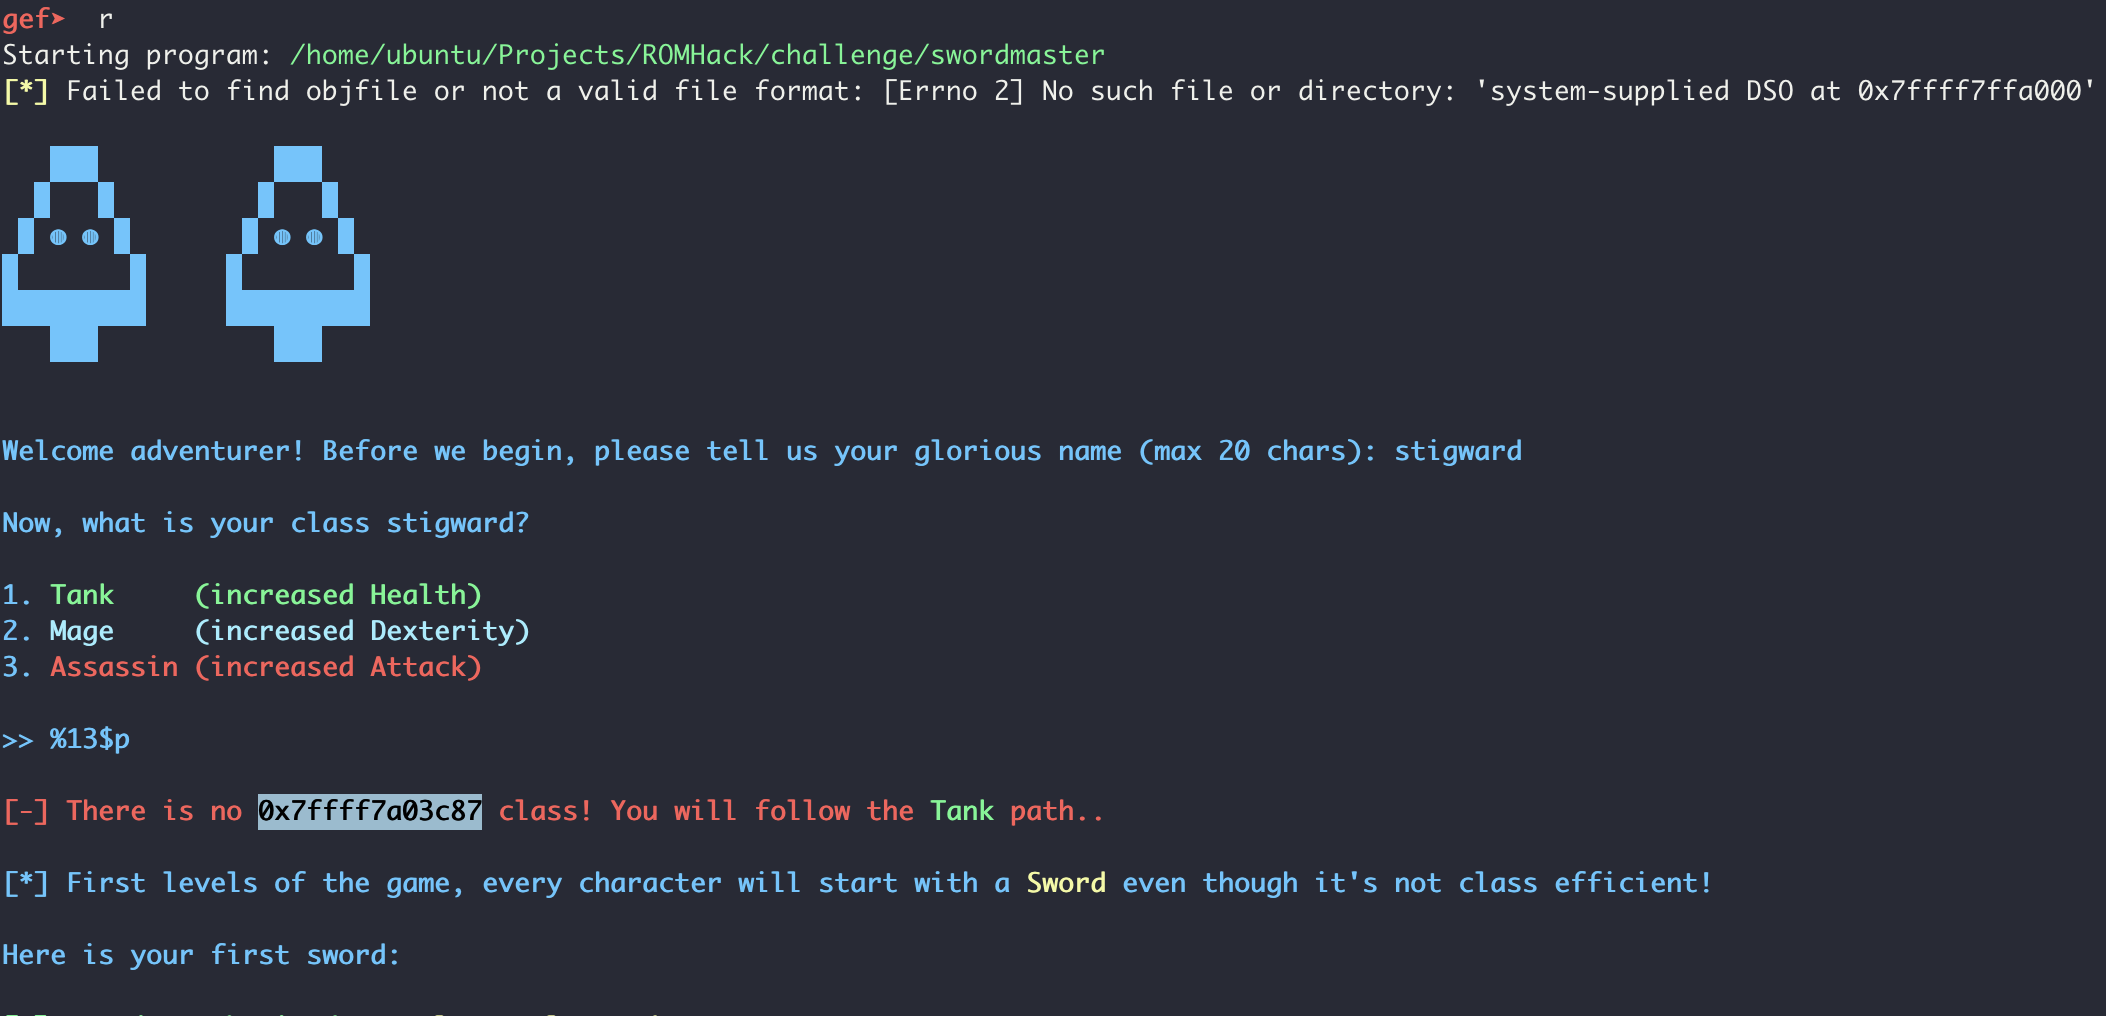 gef➤  r
Starting program: /home/ubuntu/Projects/ROMHack/challenge/swordmaster
[*] Failed to find objfile or not a valid file format: [Errno 2] No such file or directory: 'system-supplied DSO at 0x7ffff7ffa000'
Welcome adventurer! Before we begin, please tell us your glorious name (max 20 chars): stigward
Now, what is your class stigward?
1. Tank     (increased Health)
2. Mage     (increased Dexterity)
3. Assassin (increased Attack)
>> %13$p
[-] There is no 0x7ffff7a03c87 class! You will follow the Tank path..
[*] First levels of the game, every character will start with a Sword even though it's not class efficient!
Here is your first sword: